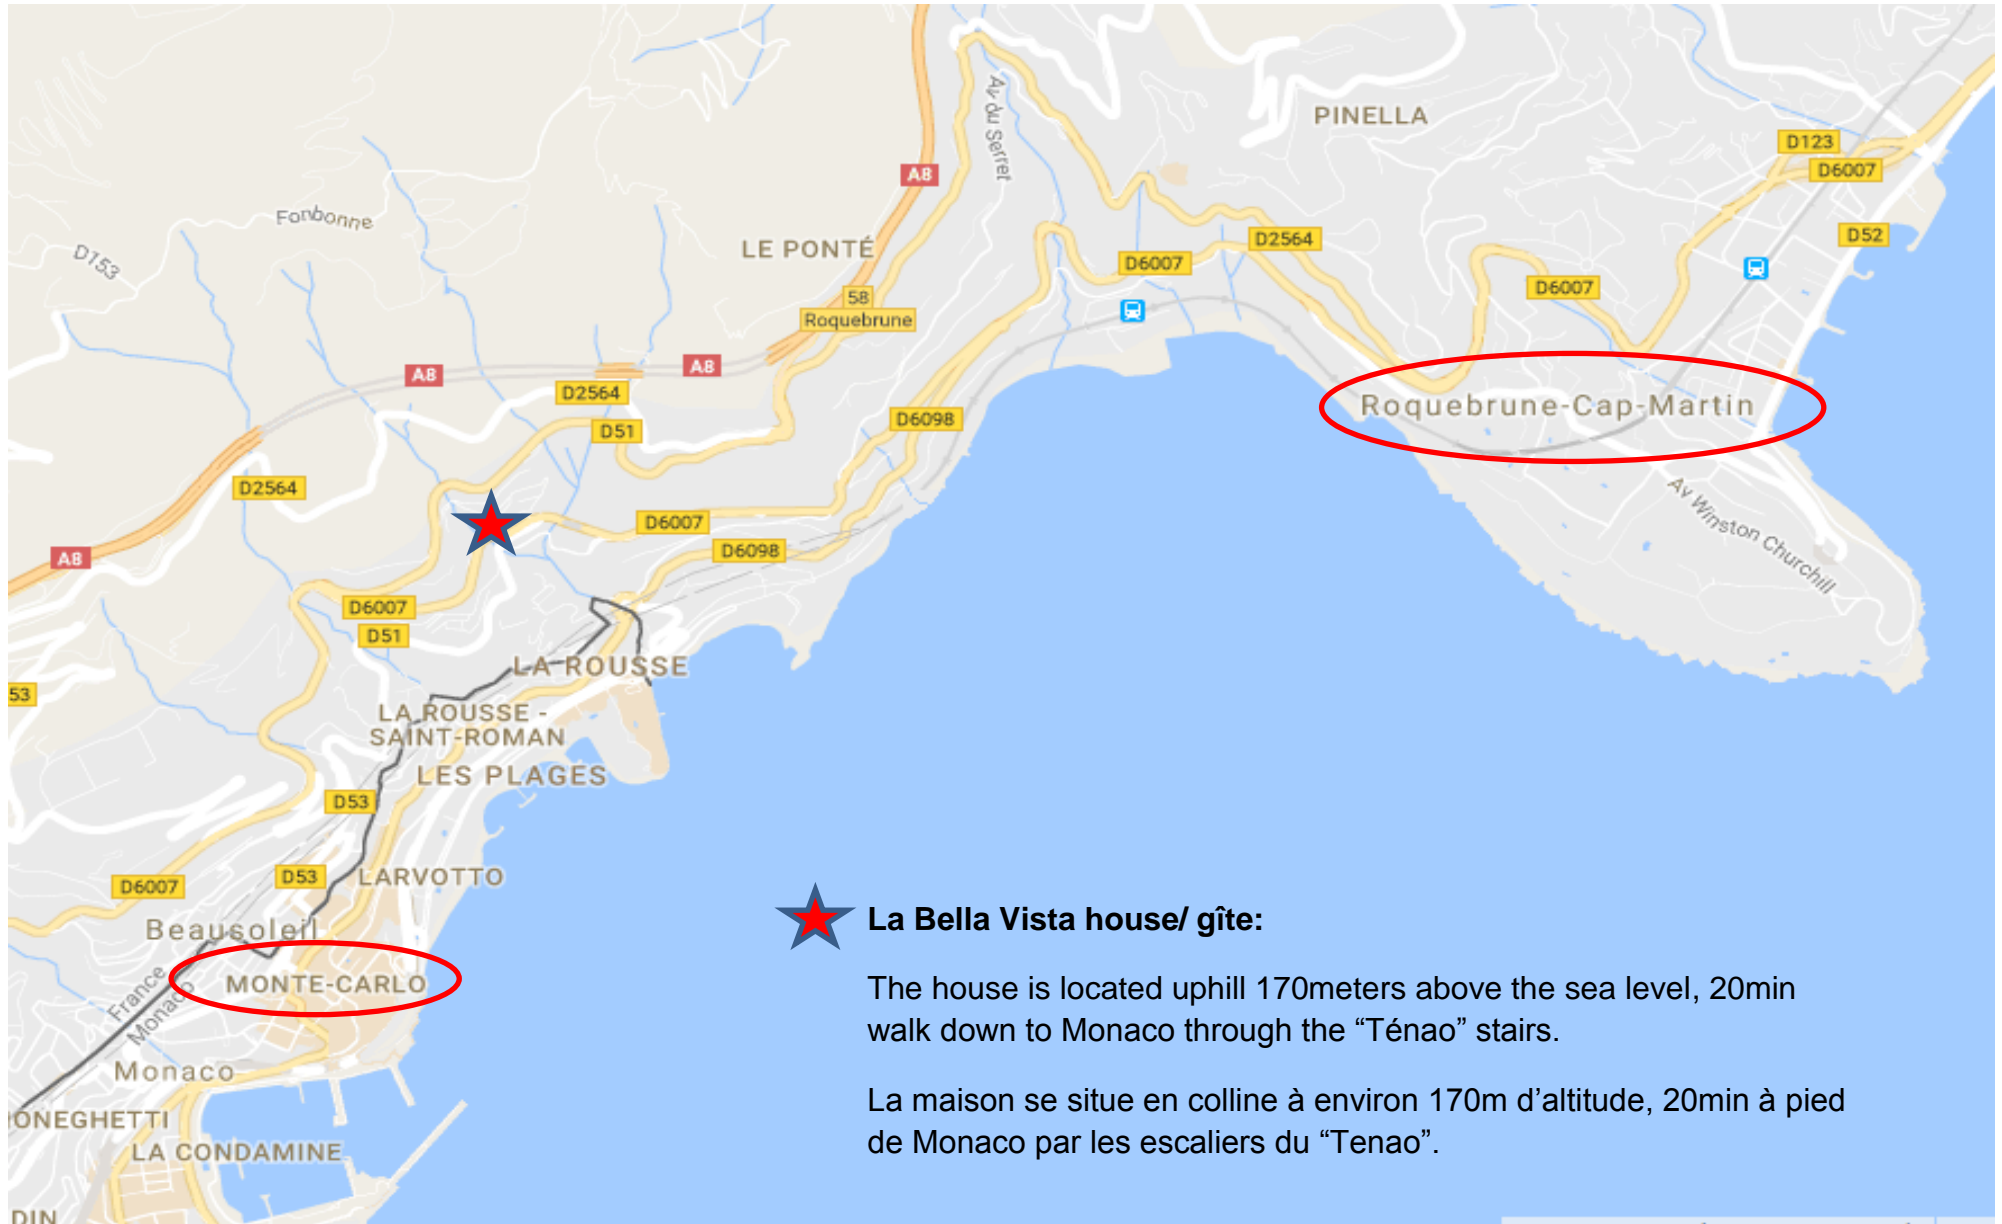 PINELLA
Av du Serret
D123
D6007
A8
Fonbonne
D153
LE PONTÉ
D52
D2564
D6007
D6007
58
Roquebrune
A8
A8
D2564
D6098
Roquebrune-Cap-Martin
D51
D2564
Av Winston Churchill
D6007
D6098
A8
D6007
D51
LA ROUSSE
53
LA ROUSSE -
SAINT-ROMAN
LES PLAGES
D53
D53
LARVOTTO
D6007
Beausoleil
La Bella Vista house/ gîte:
MONTE-CARLO
France
Monaco
The house is located uphill 170meters above the sea level, 20min
walk down to Monaco through the “Ténao” stairs.
Monaco
La maison se situe en colline à environ 170m d’altitude, 20min à pied
de Monaco par les escaliers du “Tenao”.
ONEGHETTI
LA CONDAMINE
DIN